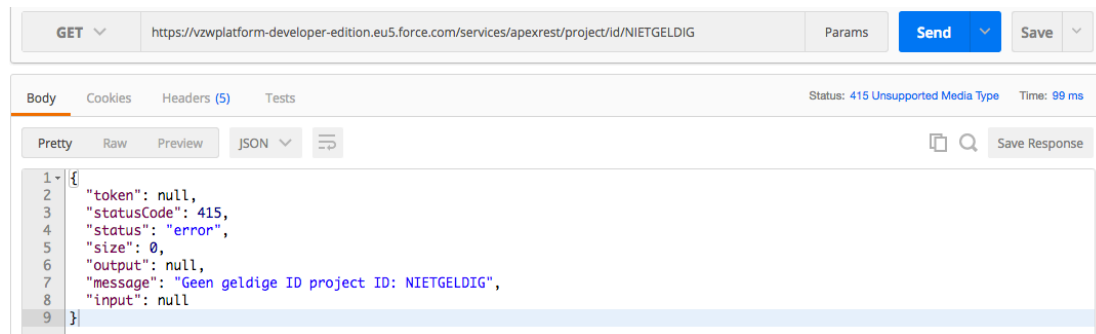 GET https://vzwplatform-developer-edition.eu5.force.com/services/apexrest/project/id/NIETGELDIG Params Send Save
Body Cookies Headers (5) Tests Status: 415 Unsupported Media Type Time: 99 ms
Pretty Raw Preview JSON Save Response
1 {
2 "token": null,
3 "statusCode": 415,
4 "status": "error",
5 "size": 0,
6 "output": null,
7 "message": "Geen geldige ID project ID: NIETGELDIG",
8 "input": null
9 }